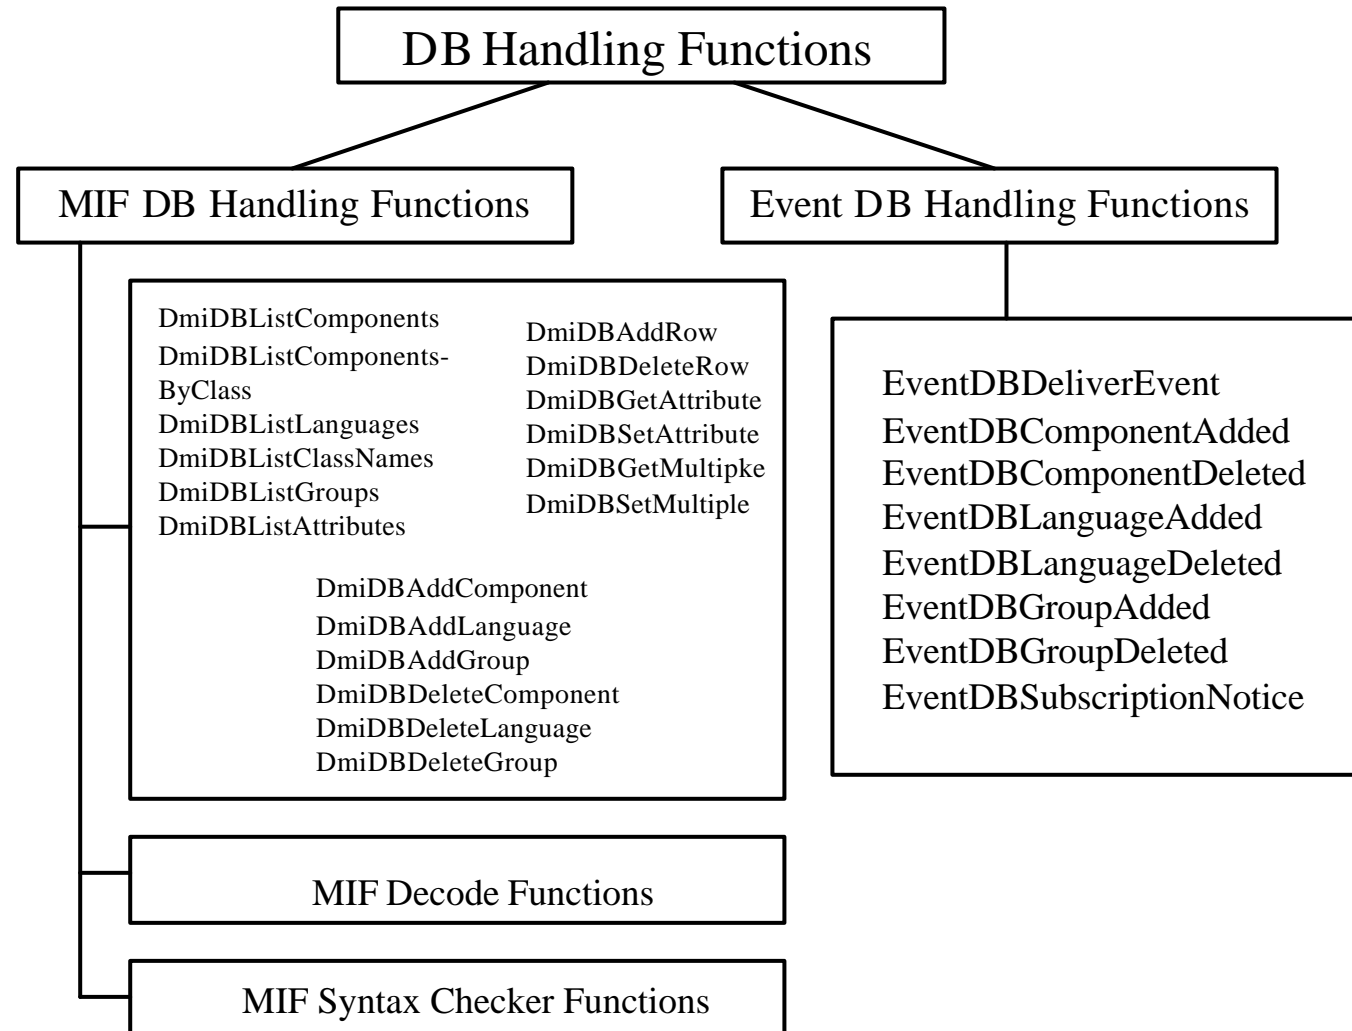 DB Handling Functions
MIF DB Handling Functions
Event DB Handling Functions
DmiDBListComponents
DmiDBListComponents-
ByClass
DmiDBListLanguages
DmiDBListClassNames
DmiDBListGroups
DmiDBListAttributes
DmiDBAddRow
DmiDBDeleteRow
DmiDBGetAttribute
DmiDBSetAttribute
DmiDBGetMultipke
DmiDBSetMultiple
DmiDBAddComponent
DmiDBAddLanguage
DmiDBAddGroup
DmiDBDeleteComponent
DmiDBDeleteLanguage
DmiDBDeleteGroup
EventDBDeliverEvent
EventDBComponentAdded
EventDBComponentDeleted
EventDBLanguageAdded
EventDBLanguageDeleted
EventDBGroupAdded
EventDBGroupDeleted
EventDBSubscriptionNotice
MIF Decode Functions
MIF Syntax Checker Functions